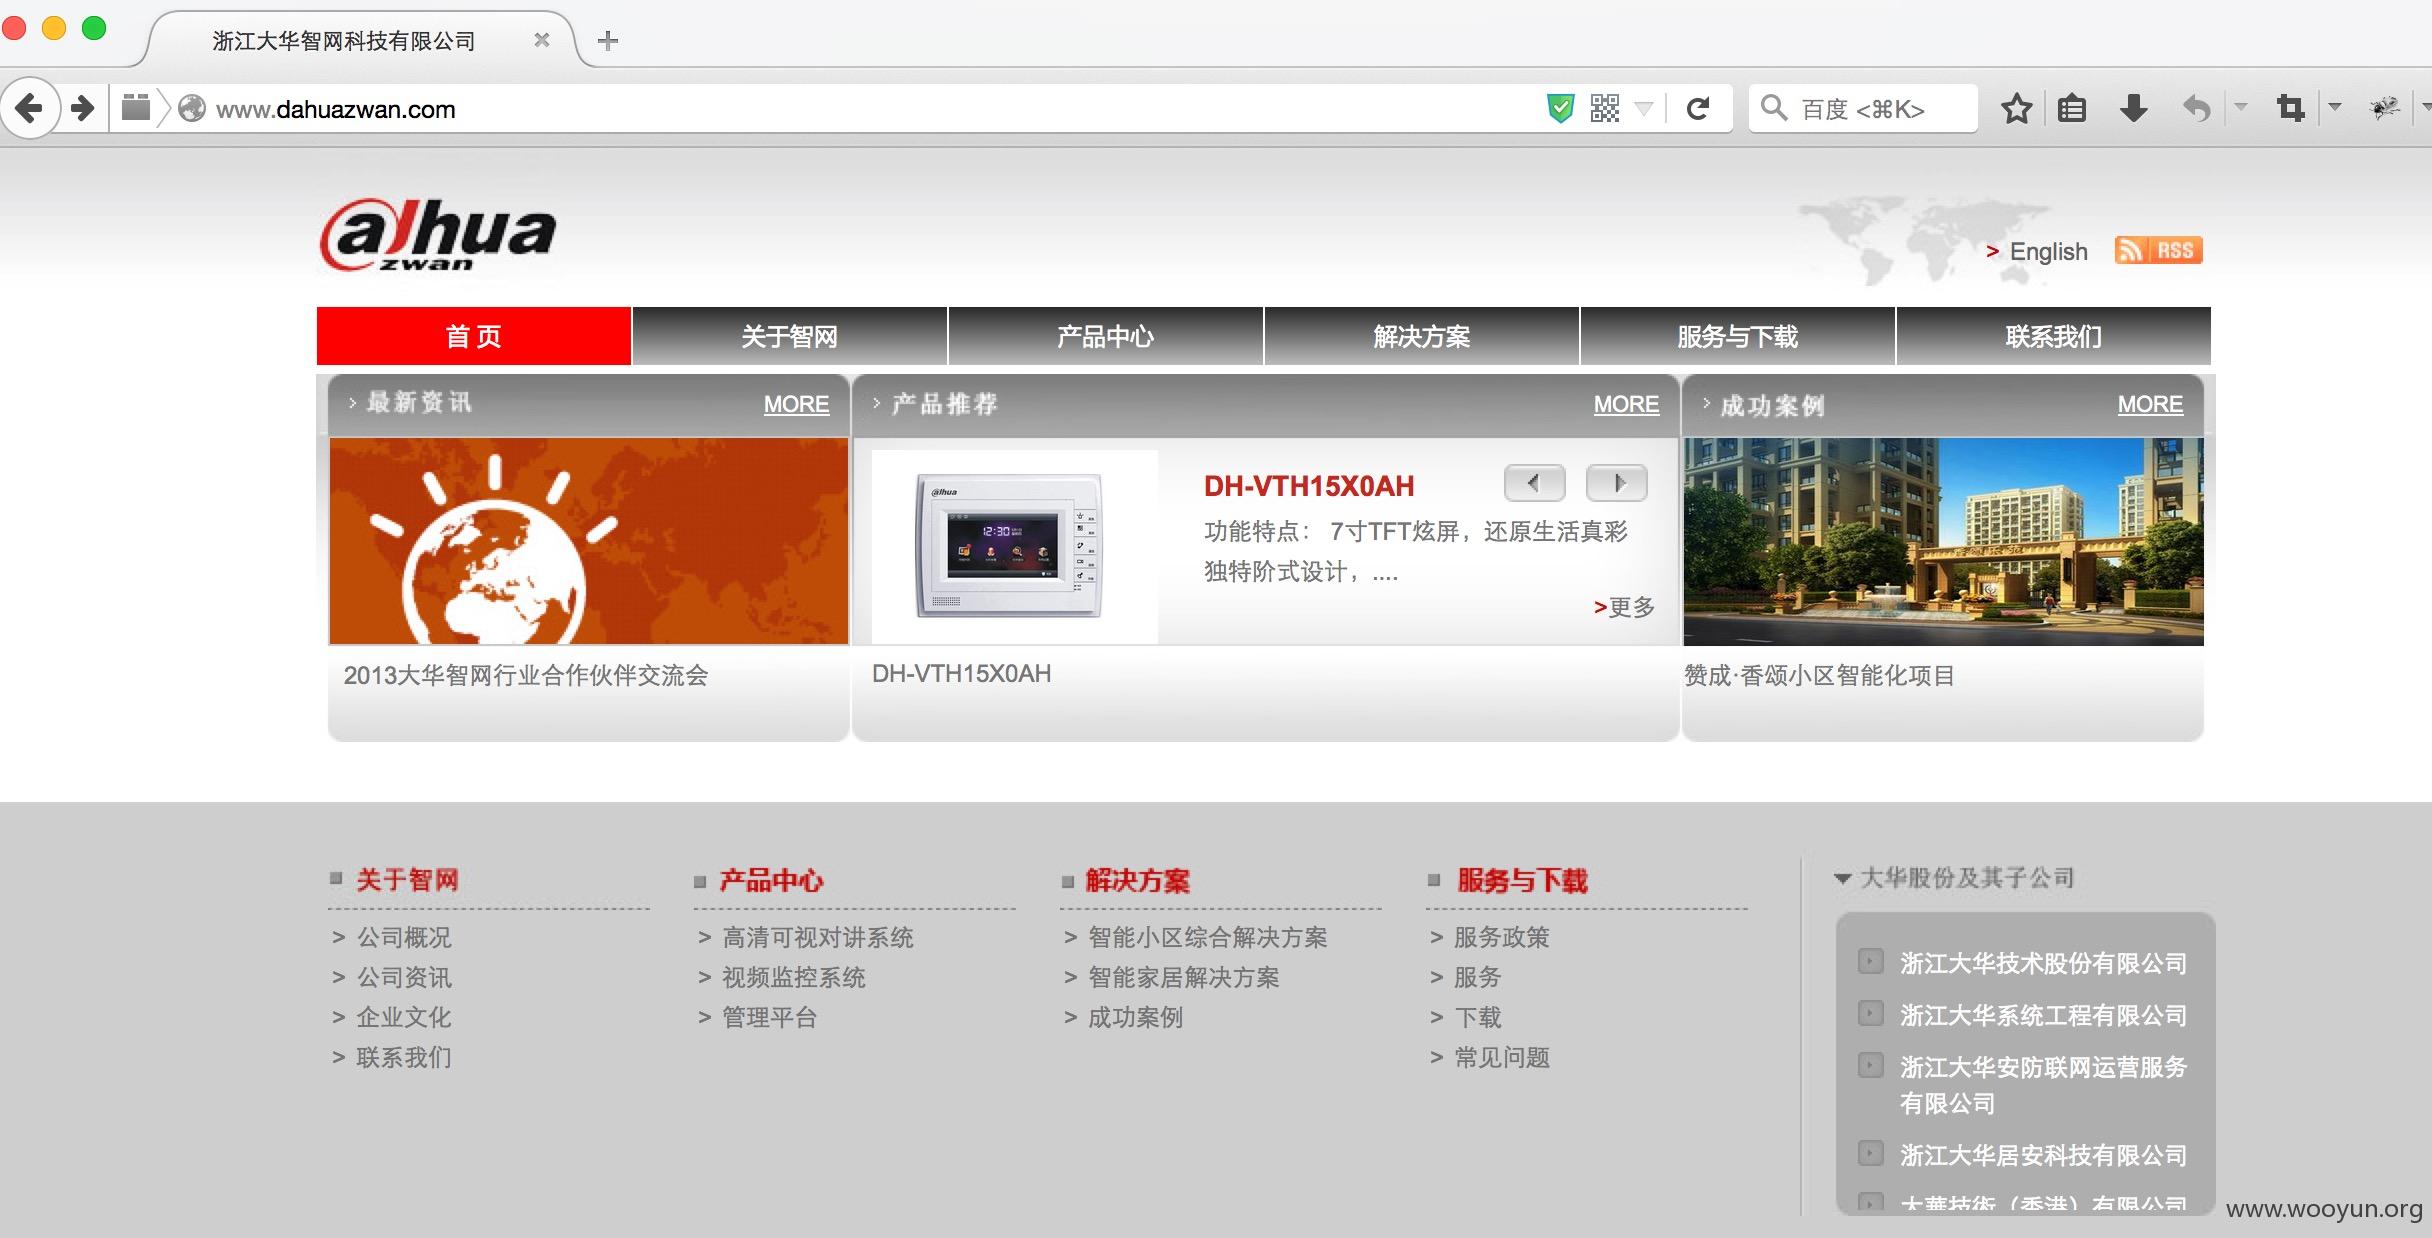 浙江大华智网科技有限公司
www.dahuazwan.com
百度 <⌘K>
alhua
zwan
> English
RSS
首 页
关于智网
产品中心
解决方案
服务与下载
联系我们
最新资讯
MORE
产品推荐
MORE
成功案例
MORE
alhua
12:30
DH-VTH15X0AH
功能特点： 7寸TFT炫屏，还原生活真彩
独特阶式设计，....
>更多
2013大华智网行业合作伙伴交流会
DH-VTH15X0AH
赞成·香颂小区智能化项目
关于智网
> 公司概况
> 公司资讯
> 企业文化
> 联系我们
产品中心
> 高清可视对讲系统
> 视频监控系统
> 管理平台
解决方案
> 智能小区综合解决方案
> 智能家居解决方案
> 成功案例
服务与下载
> 服务政策
> 服务
> 下载
> 常见问题
大华股份及其子公司
浙江大华技术股份有限公司
浙江大华系统工程有限公司
浙江大华安防联网运营服务
有限公司
浙江大华居安科技有限公司
大華技術（香港）有限公司
www.wooyun.org